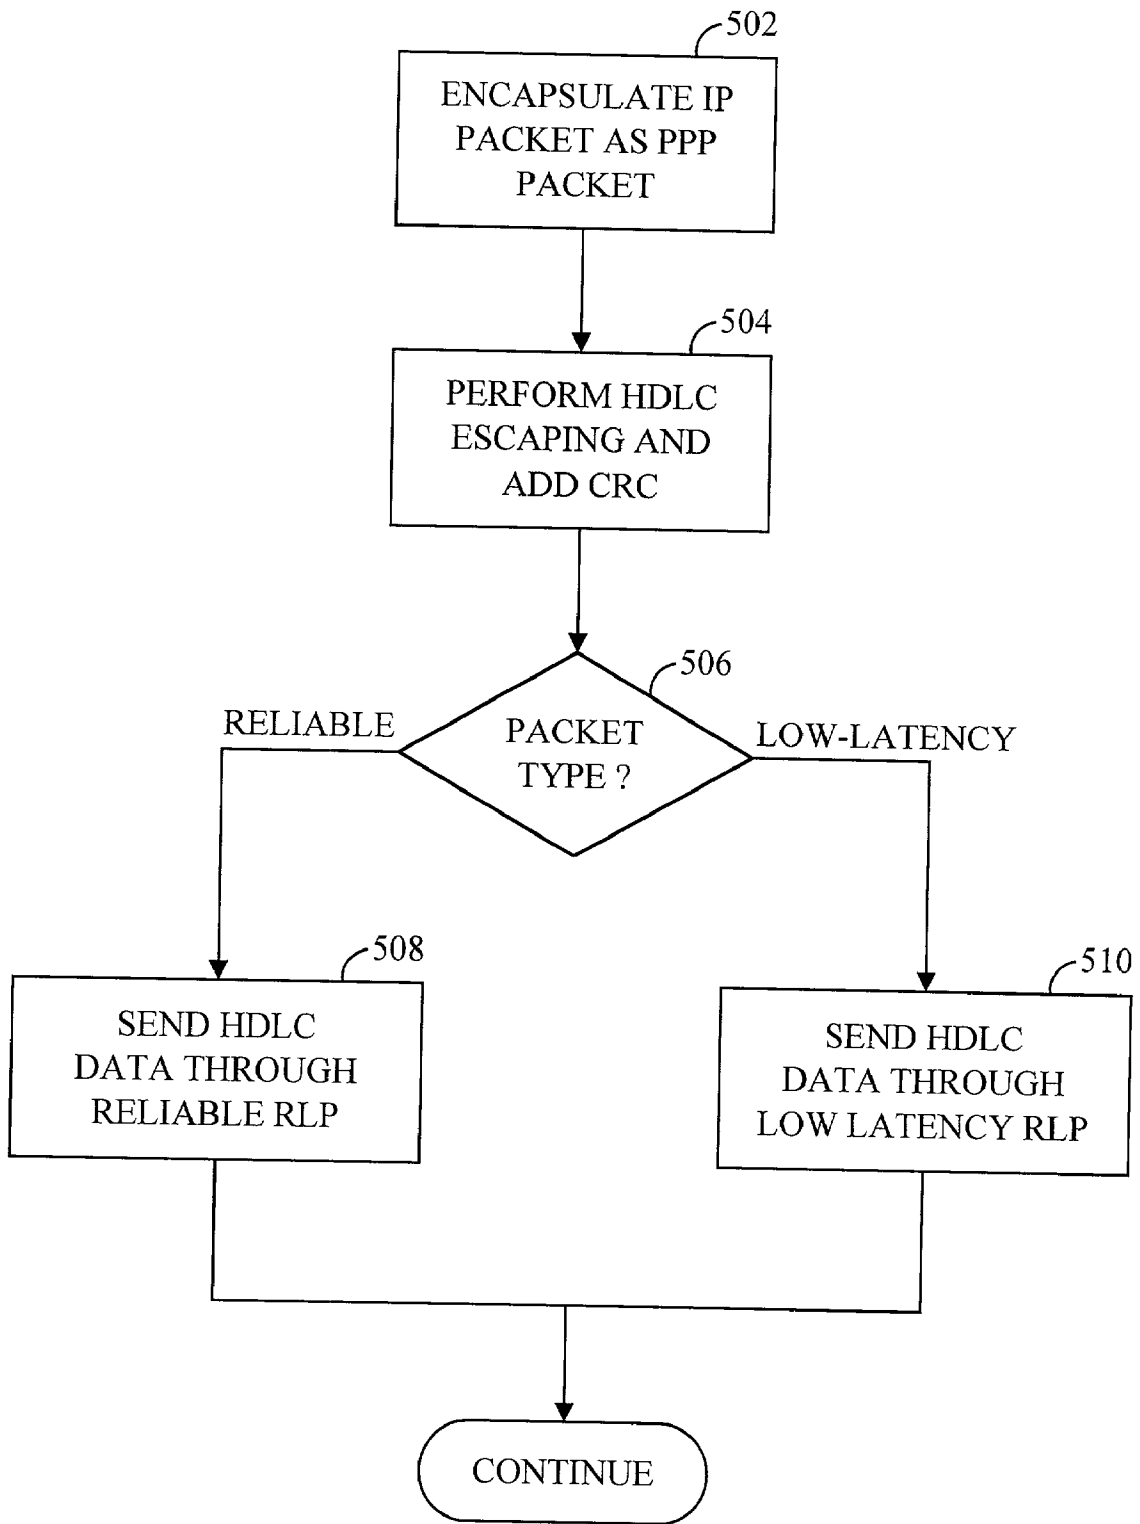 502
ENCAPSULATE IP
PACKET AS PPP
PACKET
504
PERFORM HDLC
ESCAPING AND
ADD CRC
506
PACKET
TYPE ?
RELIABLE
LOW-LATENCY
508
SEND HDLC
DATA THROUGH
RELIABLE RLP
510
SEND HDLC
DATA THROUGH
LOW LATENCY RLP
CONTINUE